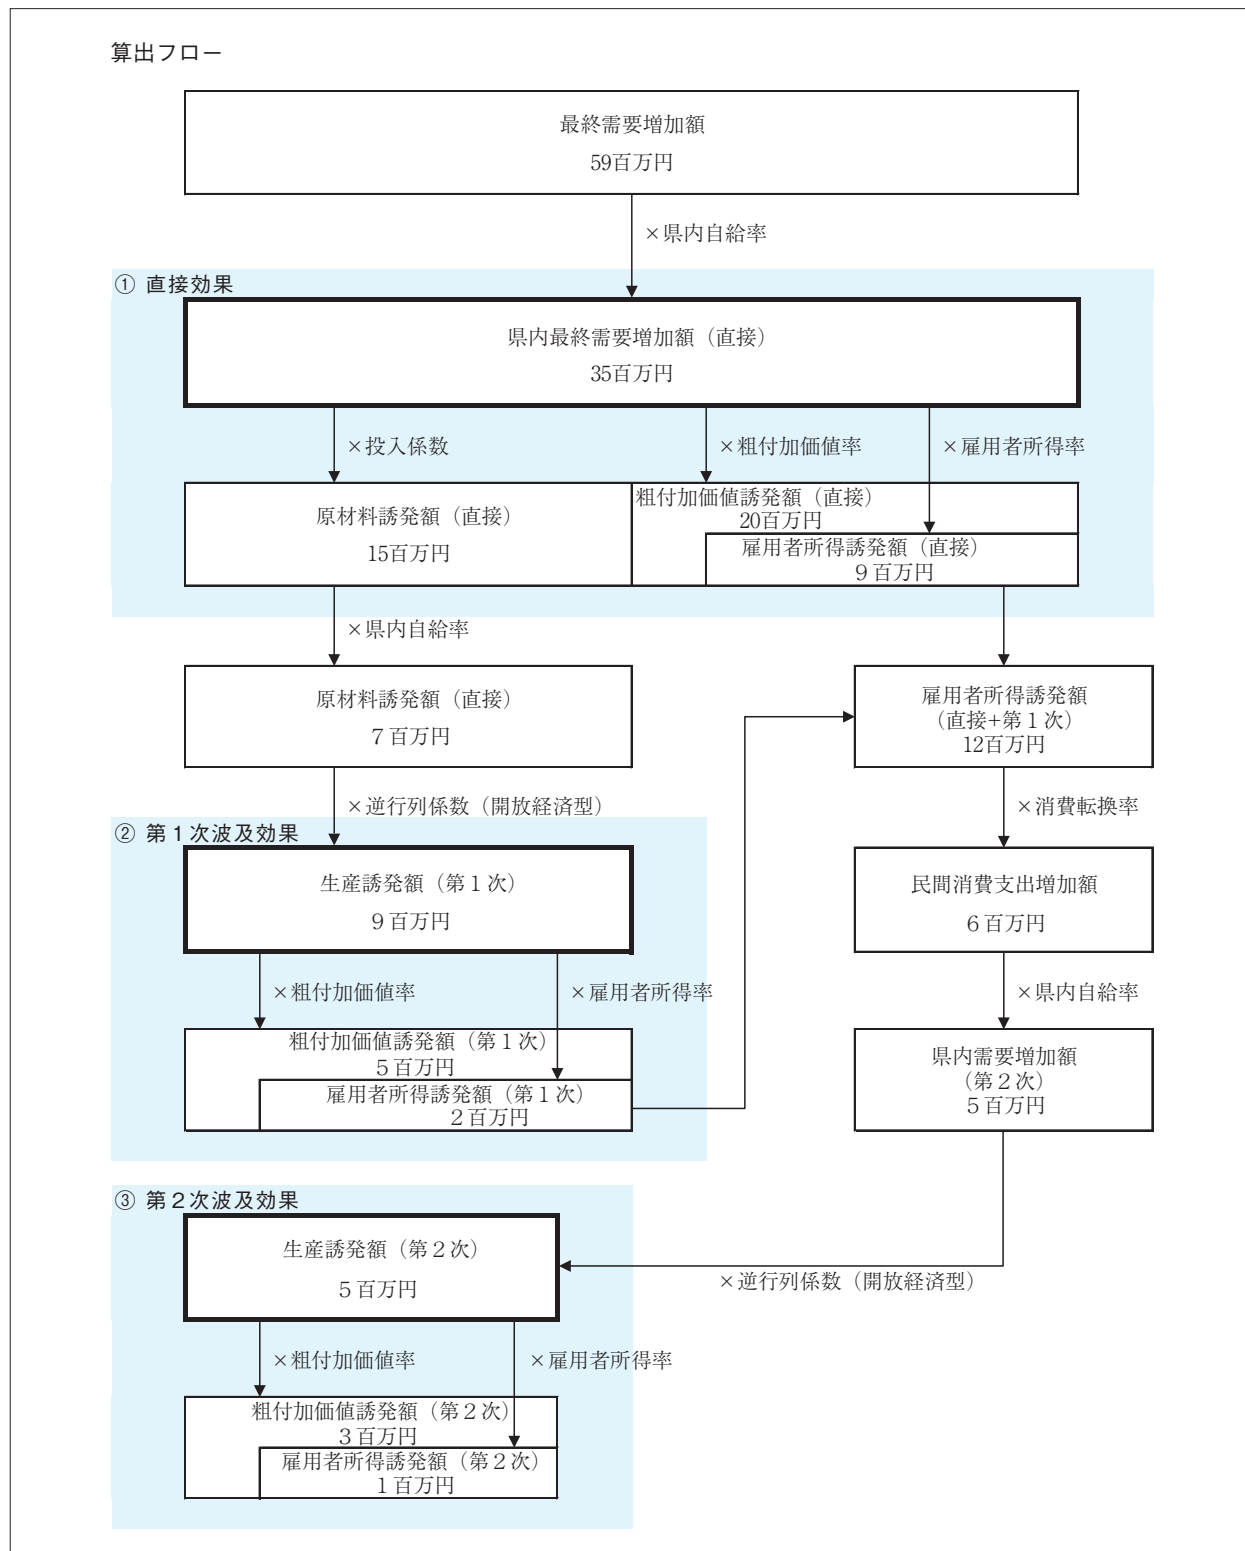 算出フロー
最終需要増加額
59百万円
×県内自給率
① 直接効果
県内最終需要増加額（直接）
35百万円
×投入係数
×粗付加価値率
×雇用者所得率
原材料誘発額（直接）
15百万円
粗付加価値誘発額（直接）
20百万円
雇用者所得誘発額（直接）
９百万円
×県内自給率
原材料誘発額（直接）
７百万円
雇用者所得誘発額
（直接+第１次）
12百万円
×逆行列係数（開放経済型）
×消費転換率
② 第１次波及効果
生産誘発額（第１次）
９百万円
民間消費支出増加額
６百万円
×粗付加価値率
×雇用者所得率
×県内自給率
粗付加価値誘発額（第１次）
５百万円
雇用者所得誘発額（第１次）
２百万円
県内需要増加額
（第２次）
５百万円
③ 第２次波及効果
生産誘発額（第２次）
５百万円
×逆行列係数（開放経済型）
×粗付加価値率
×雇用者所得率
粗付加価値誘発額（第２次）
３百万円
雇用者所得誘発額（第２次）
１百万円